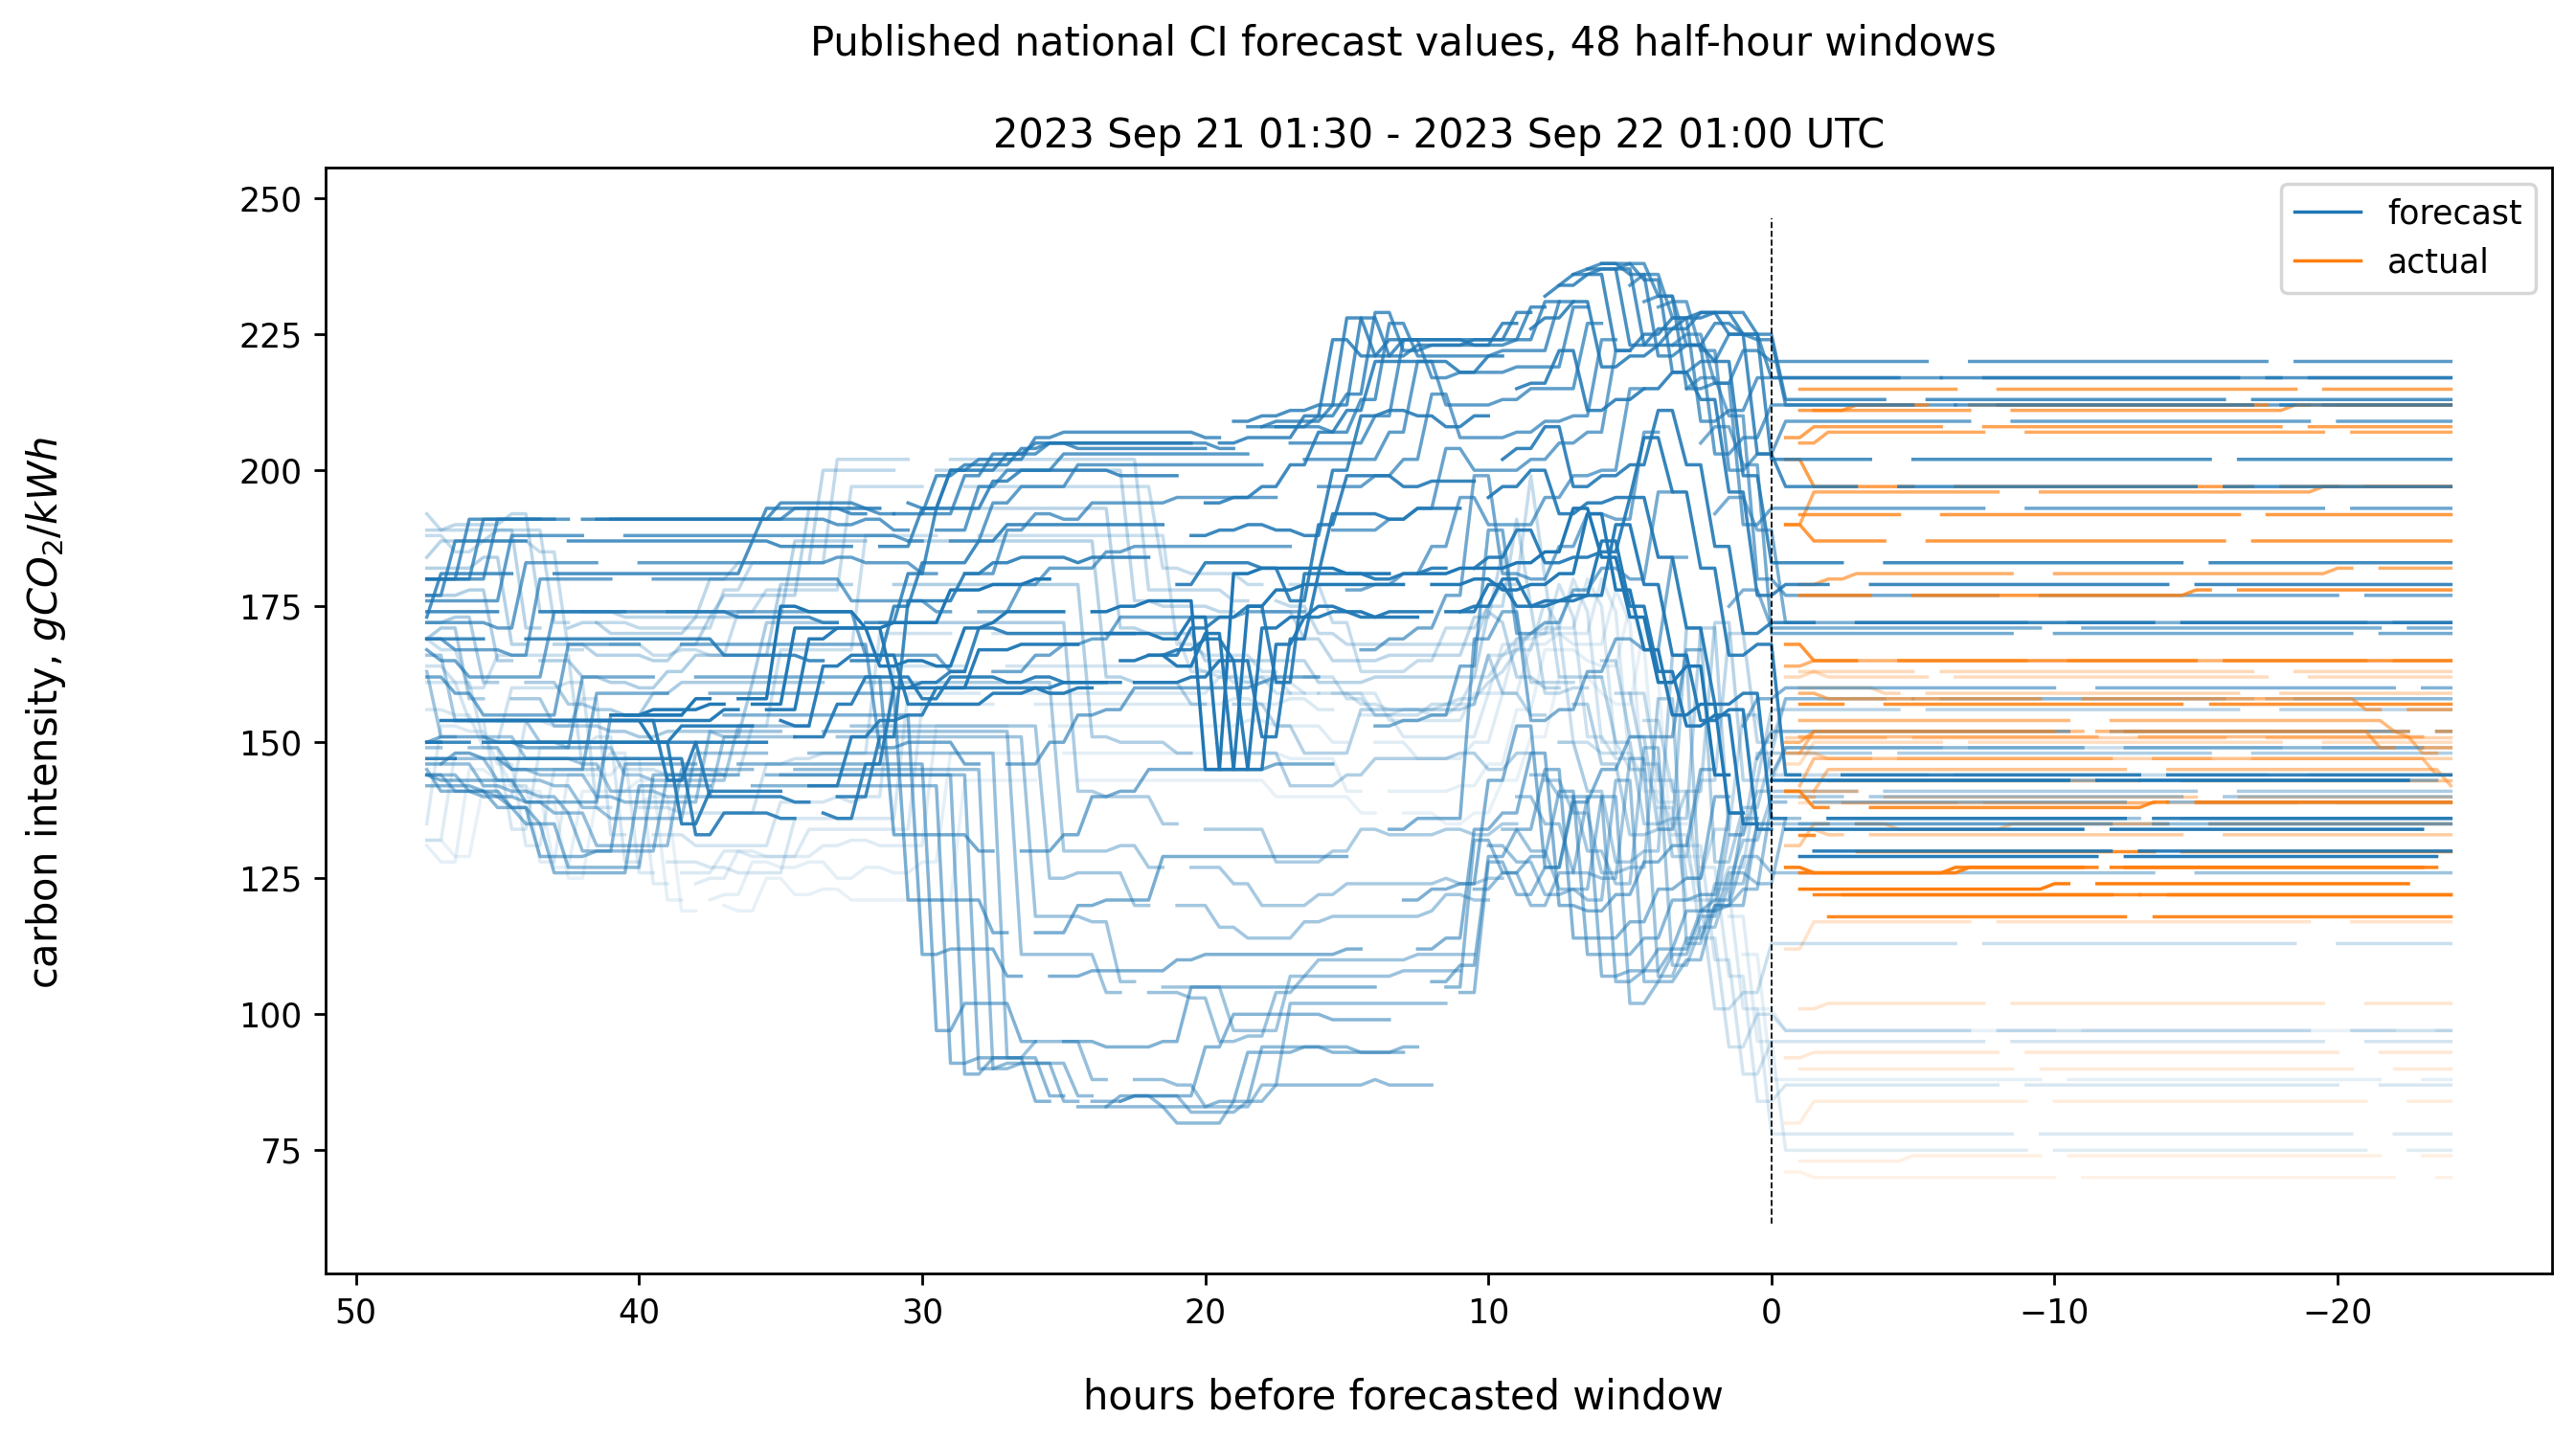 Published national CI forecast values, 48 half-hour windows
2023 Sep 21 01:30 - 2023 Sep 22 01:00 UTC
forecast
actual
carbon intensity, gCO₂/kWh
250
225
200
175
150
125
100
75
50 40 30 20 10 0 −10 −20
hours before forecasted window